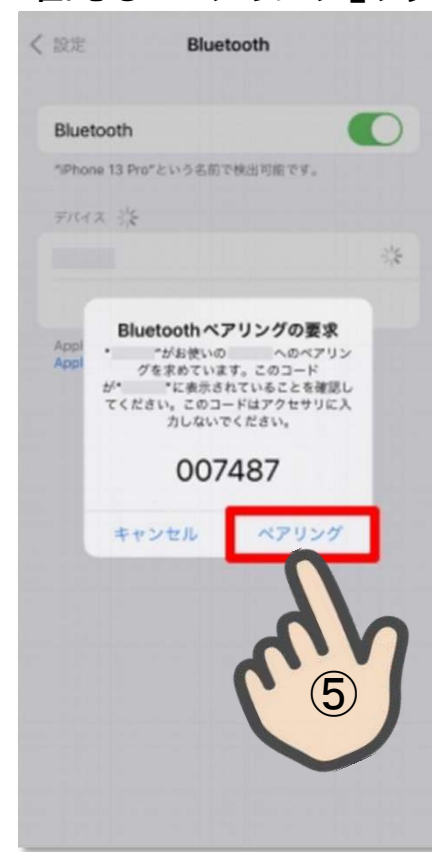 設定
Bluetooth
Bluetooth
"iPhone 13 Pro"という名前で検出可能です。
デバイス
Appl
Appl
Bluetoothペアリングの要求
" "がお使いの へのペアリン
グを求めています。このコード
が" "に表示されていることを確認し
てください。このコードはアクセサリに入
力しないでください。
007487
キャンセル ペアリング
⑤